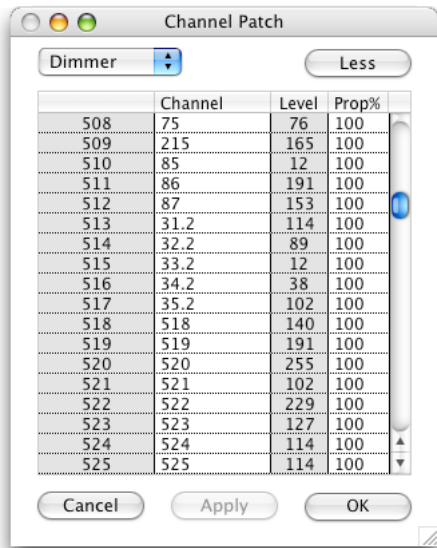 Channel Patch
Dimmer Less
Channel Level Prop%
508 75 76 100
509 215 165 100
510 85 12 100
511 86 191 100
512 87 153 100
513 31.2 114 100
514 32.2 89 100
515 33.2 12 100
516 34.2 38 100
517 35.2 102 100
518 518 140 100
519 519 191 100
520 520 255 100
521 521 102 100
522 522 229 100
523 523 127 100
524 524 114 100
525 525 114 100
Cancel Apply OK